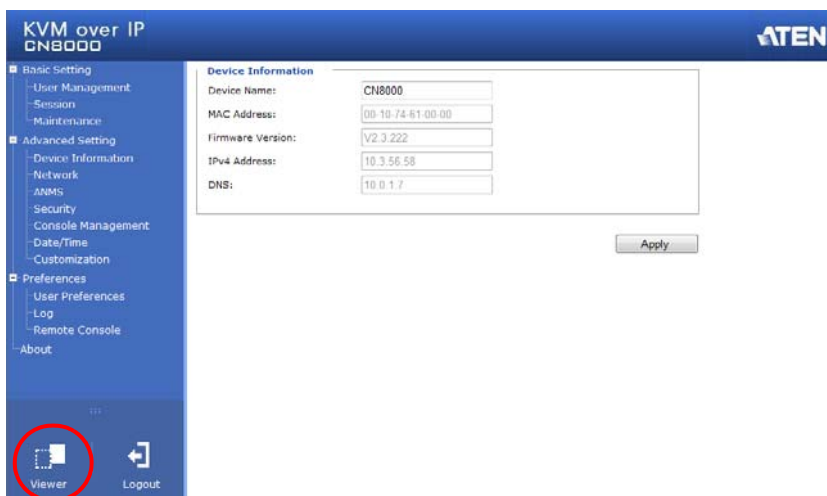 KVM over IP
CN8000
ATEN
Basic Setting
User Management
Session
Maintenance
Advanced Setting
Device Information
Network
ANMS
Security
Console Management
Date/Time
Customization
Preferences
User Preferences
Log
Remote Console
About
Viewer
Logout
Device Information
Device Name: CN8000
MAC Address: 00-10-74-61-00-00
Firmware Version: V2.3.222
IPv4 Address: 10.3.56.58
DNS: 10.0.1.7
Apply